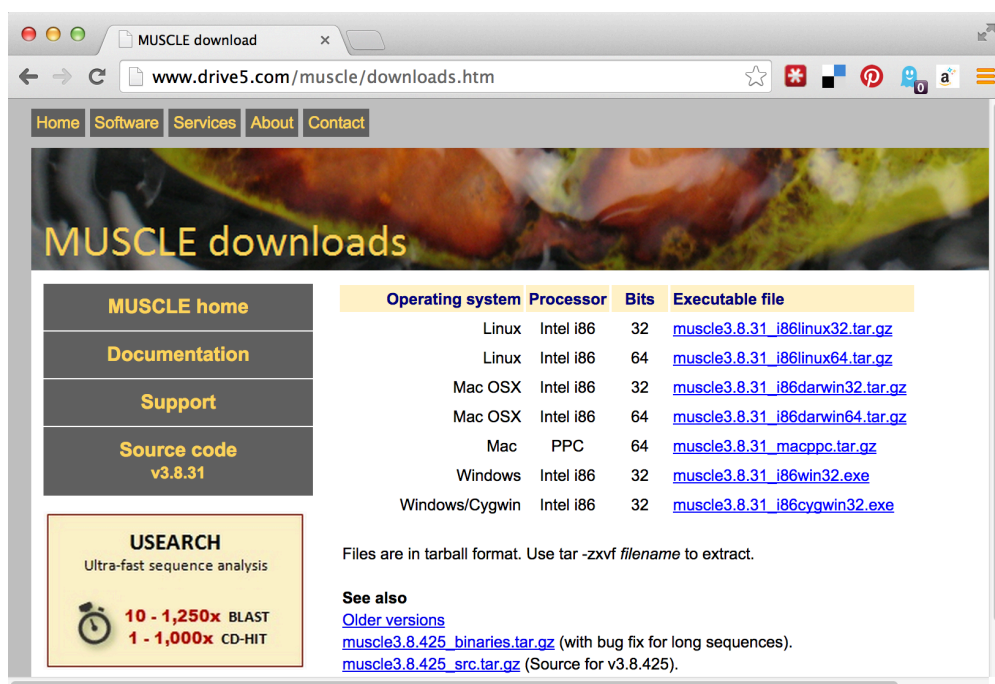 MUSCLE download
www.drive5.com/muscle/downloads.htm
0
a
Home Software Services About Contact
MUSCLE downloads
MUSCLE home
Documentation
Support
Source code
v3.8.31
Operating system Processor Bits Executable file
Linux Intel i86 32 muscle3.8.31_i86linux32.tar.gz
Linux Intel i86 64 muscle3.8.31_i86linux64.tar.gz
Mac OSX Intel i86 32 muscle3.8.31_i86darwin32.tar.gz
Mac OSX Intel i86 64 muscle3.8.31_i86darwin64.tar.gz
Mac PPC 64 muscle3.8.31_macppc.tar.gz
Windows Intel i86 32 muscle3.8.31_i86win32.exe
Windows/Cygwin Intel i86 32 muscle3.8.31_i86cygwin32.exe
USEARCH
Ultra-fast sequence analysis
10 - 1,250x BLAST
1 - 1,000x CD-HIT
Files are in tarball format. Use tar -zxvf filename to extract.
See also
Older versions
muscle3.8.425_binaries.tar.gz (with bug fix for long sequences).
muscle3.8.425_src.tar.gz (Source for v3.8.425).